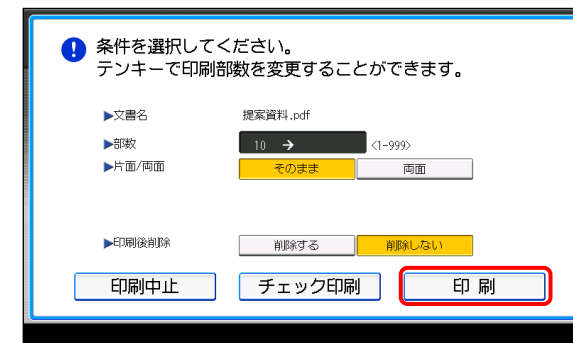 条件を選択してください。
テンキーで印刷部数を変更することができます。
▶文書名 提案資料.pdf
▶部数 10 → <1-999>
▶片面/両面 そのまま 両面
▶印刷後削除 削除する 削除しない
印刷中止 チェック印刷 印 刷